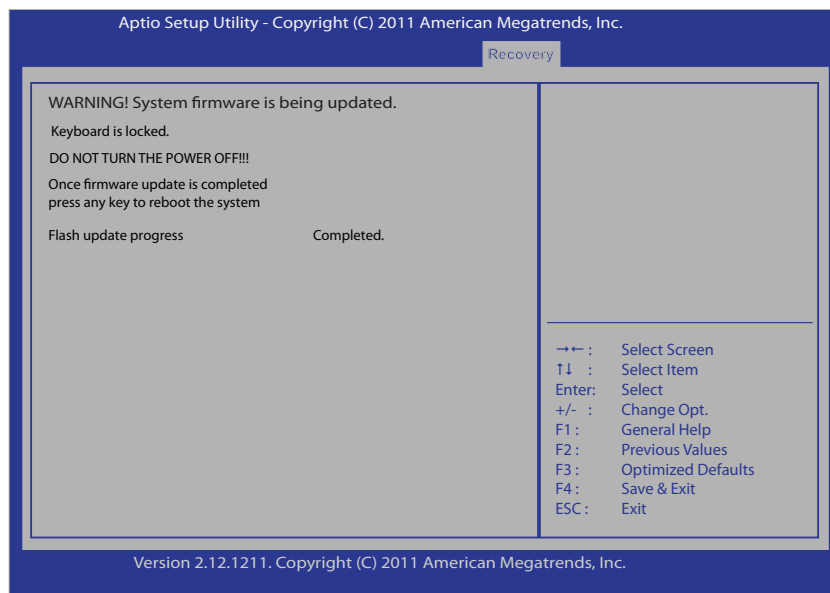 Aptio Setup Utility - Copyright (C) 2011 American Megatrends, Inc.
Recovery
WARNING! System firmware is being updated.
Keyboard is locked.
DO NOT TURN THE POWER OFF!!!
Once firmware update is completed
press any key to reboot the system
Flash update progress Completed.
→← : Select Screen
↑↓ : Select Item
Enter: Select
+/- : Change Opt.
F1 : General Help
F2 : Previous Values
F3 : Optimized Defaults
F4 : Save & Exit
ESC : Exit
Version 2.12.1211. Copyright (C) 2011 American Megatrends, Inc.